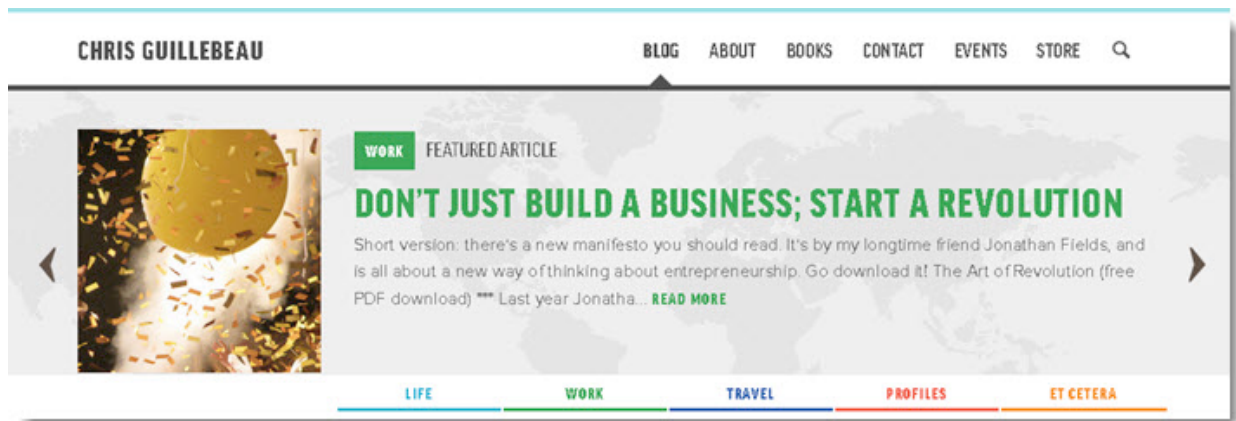 CHRIS GUILLEBEAU
BLOG ABOUT BOOKS CONTACT EVENTS STORE
WORK FEATURED ARTICLE
DON'T JUST BUILD A BUSINESS; START A REVOLUTION
Short version: there's a new manifesto you should read. It's by my longtime friend Jonathan Fields, and
is all about a new way of thinking about entrepreneurship. Go download it! The Art of Revolution (free
PDF download) *** Last year Jonatha... READ MORE
LIFE WORK TRAVEL PROFILES ET CETERA